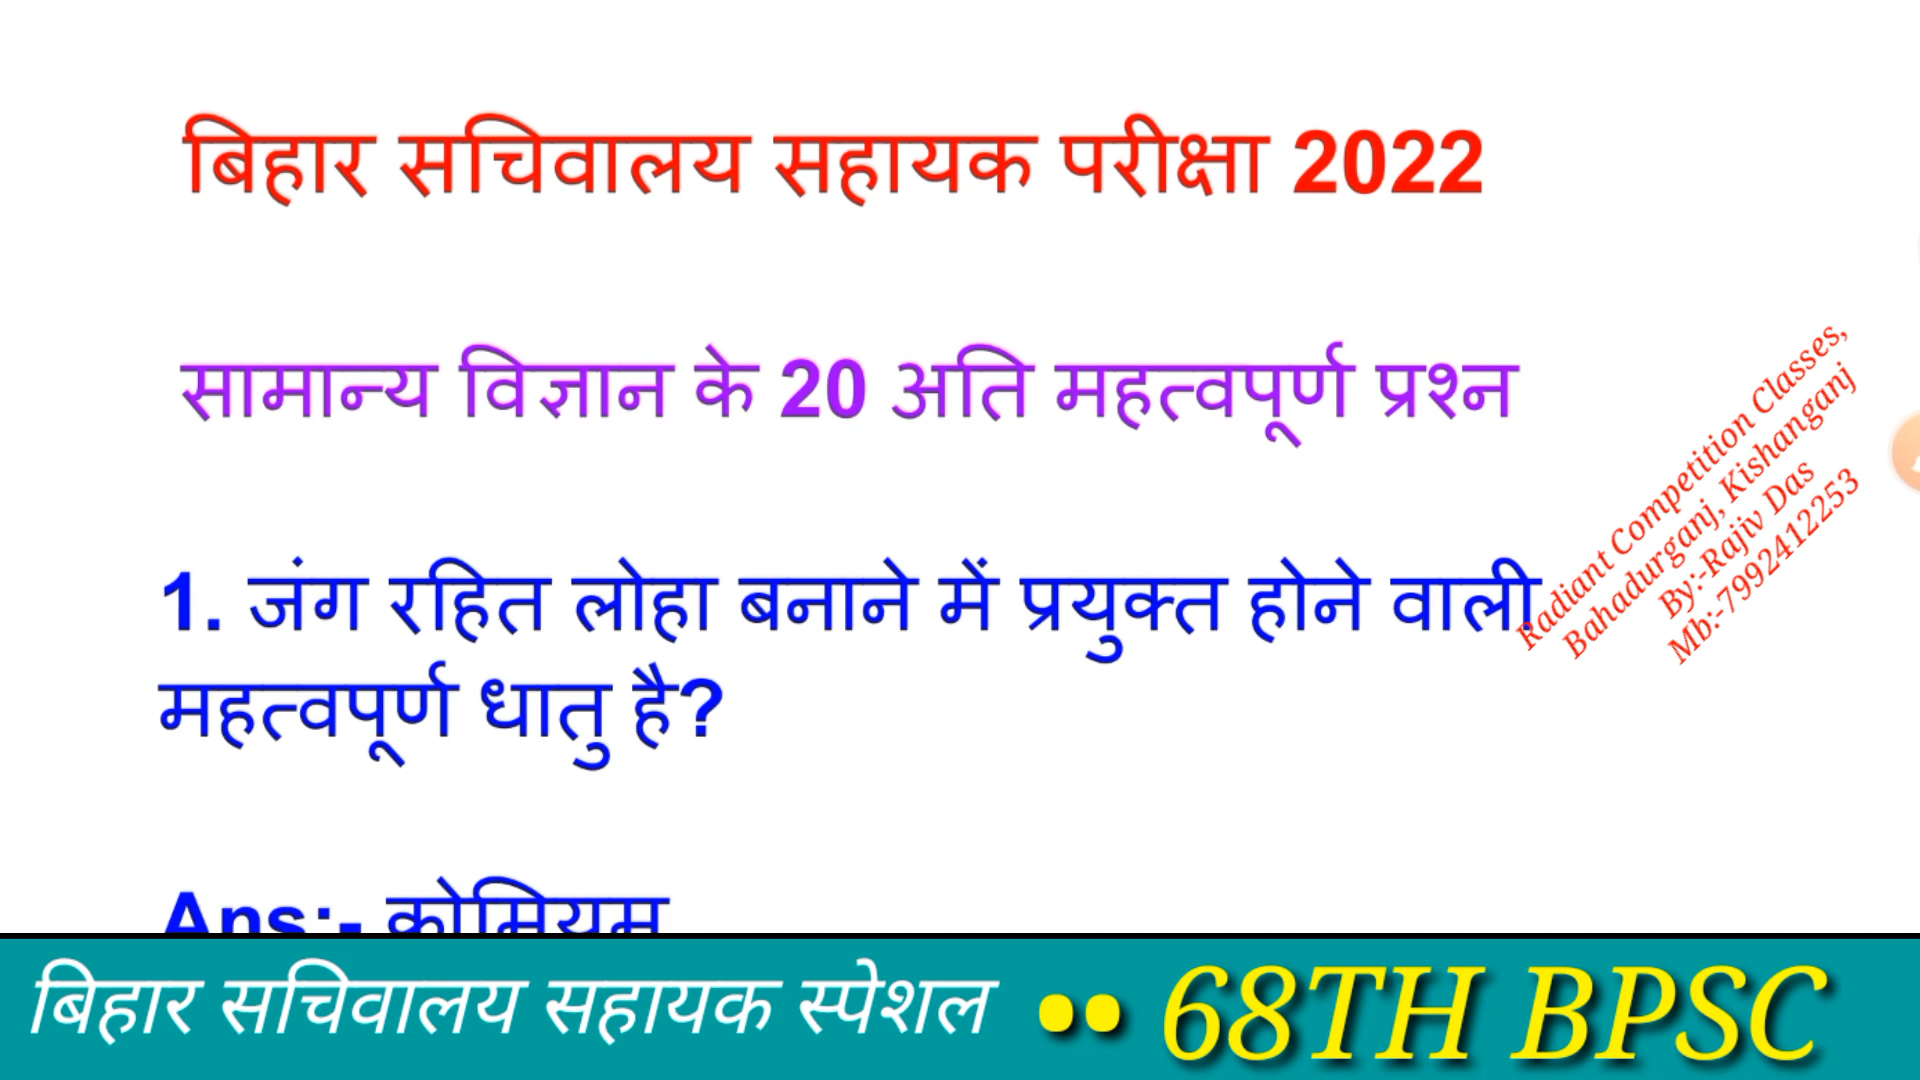 बिहार सचिवालय सहायक परीक्षा 2022
सामान्य विज्ञान के 20 अति महत्वपूर्ण प्रश्न
1. जंग रहित लोहा बनाने में प्रयुक्त होने वाली
महत्वपूर्ण धातु है?
Ans:- क्रोमियम
Radiant Competition Classes,
Bahadurganj, Kishanganj
By:-Rajiv Das
Mb:-7992412253
बिहार सचिवालय सहायक स्पेशल •• 68TH BPSC